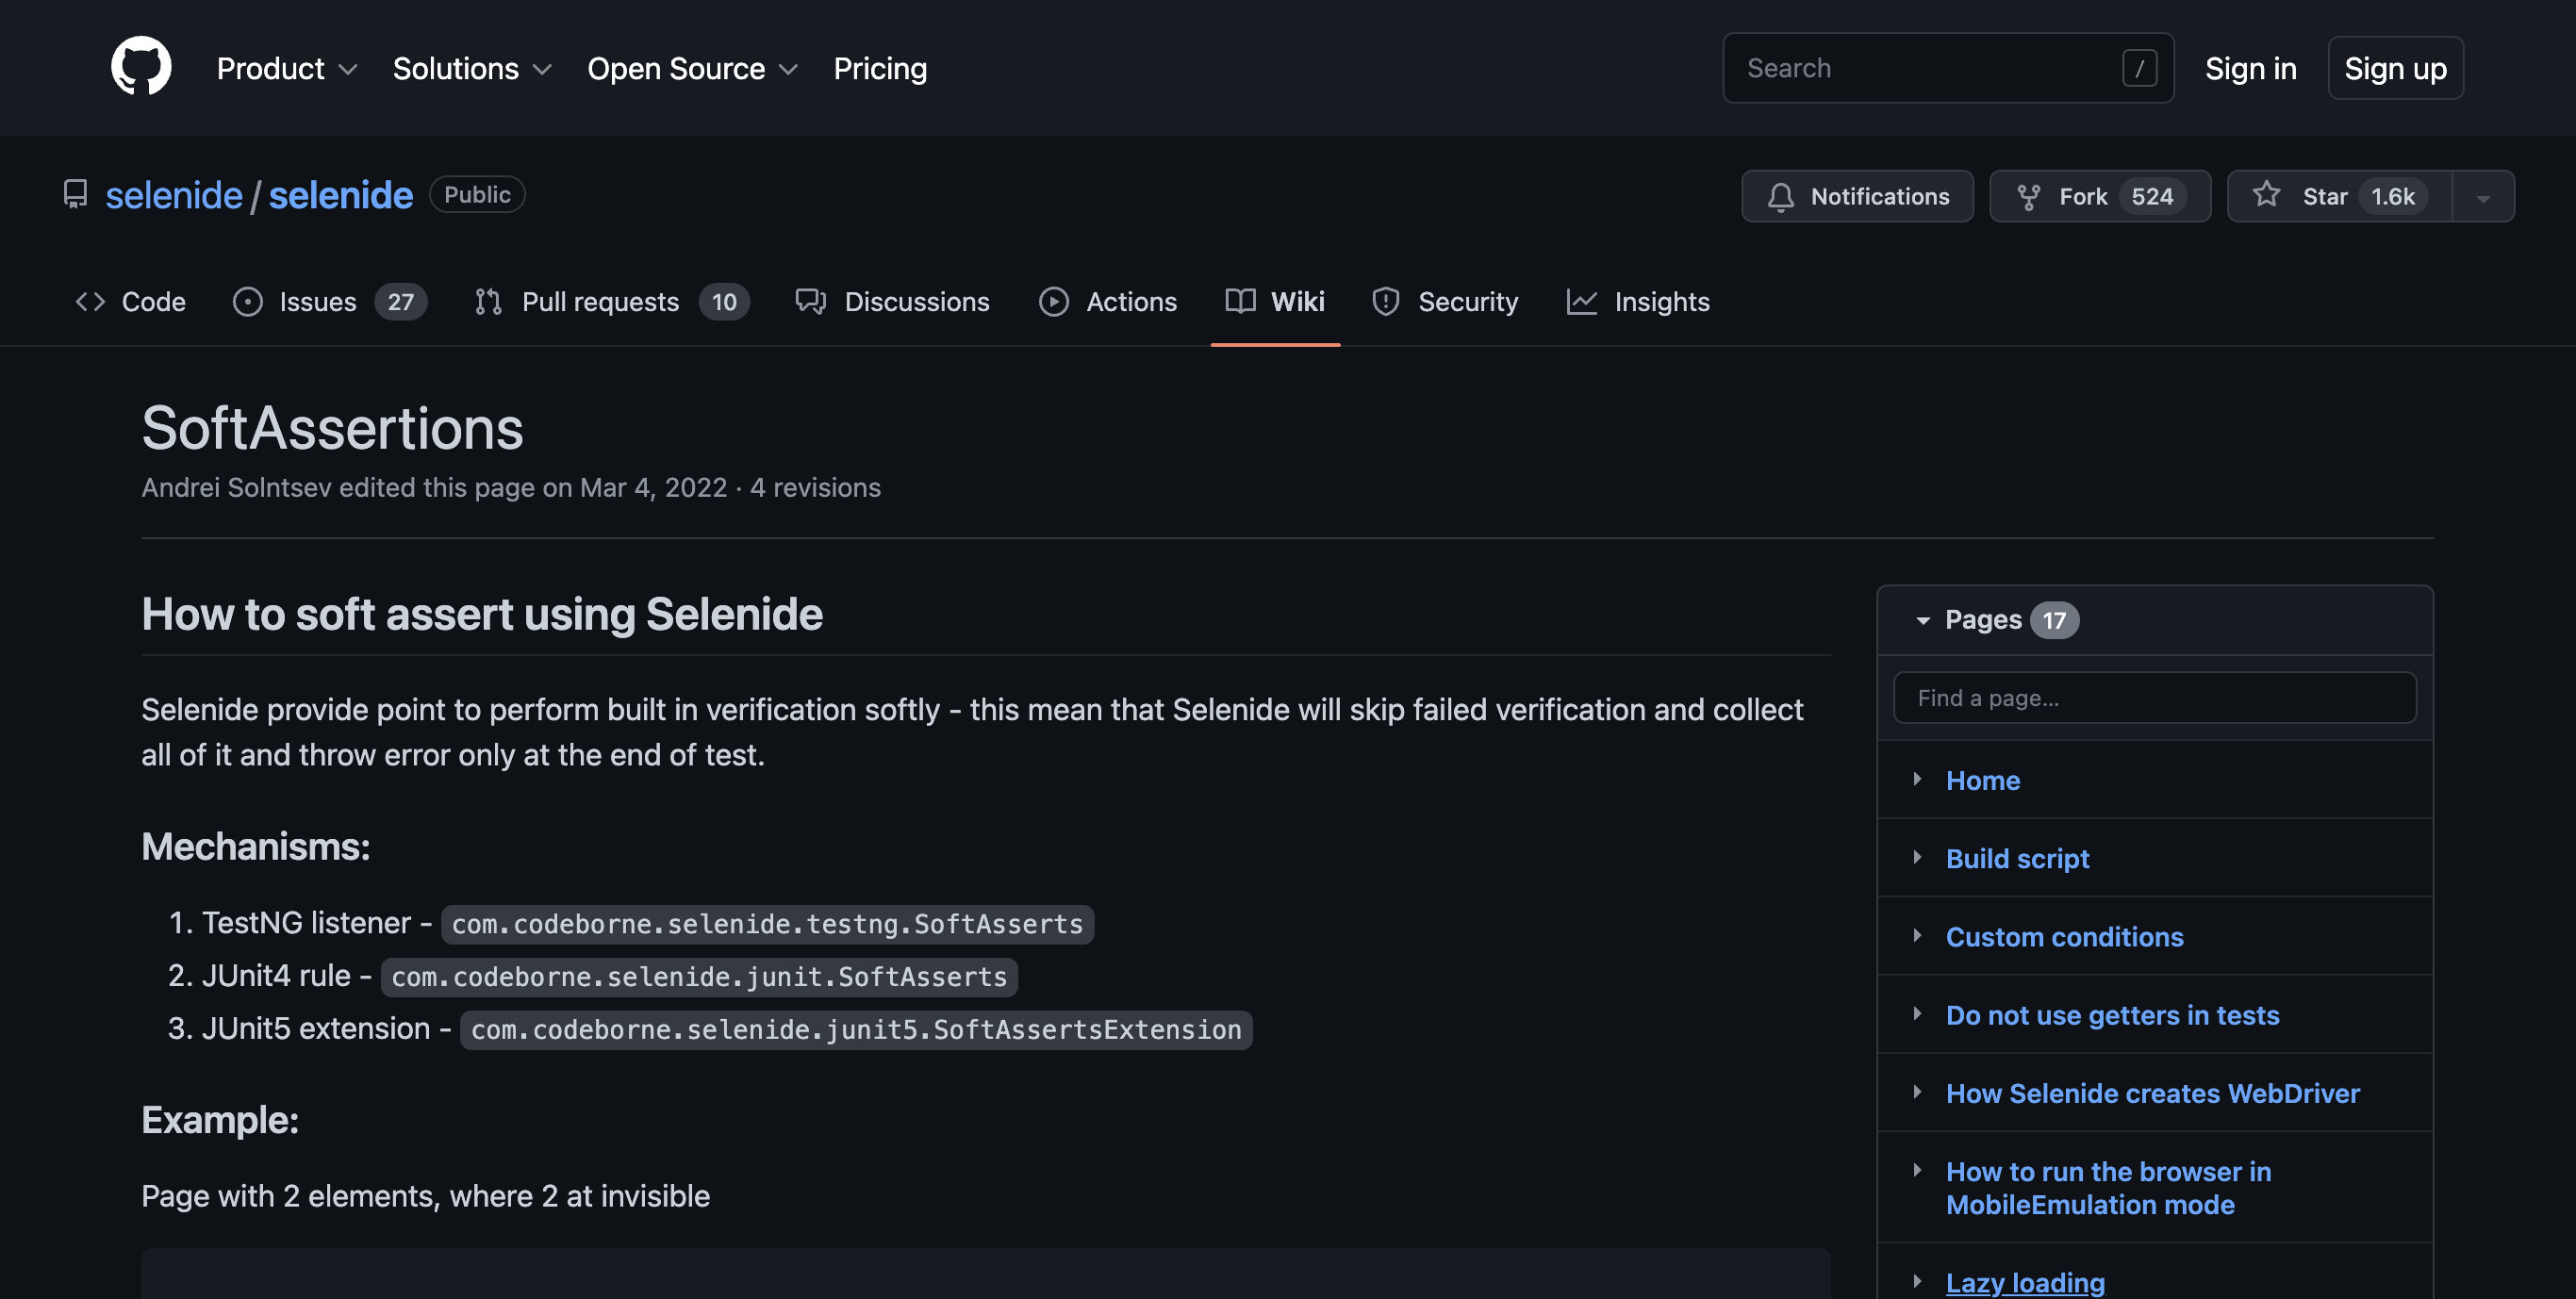 Product Solutions Open Source Pricing Search / Sign in Sign up
selenide / selenide Public Notifications Fork 524 Star 1.6k
Code Issues 27 Pull requests 10 Discussions Actions Wiki Security Insights
SoftAssertions
Andrei Solntsev edited this page on Mar 4, 2022 · 4 revisions
How to soft assert using Selenide
Selenide provide point to perform built in verification softly - this mean that Selenide will skip failed verification and collect
all of it and throw error only at the end of test.
Mechanisms:
1. TestNG listener - com.codeborne.selenide.testng.SoftAsserts
2. JUnit4 rule - com.codeborne.selenide.junit.SoftAsserts
3. JUnit5 extension - com.codeborne.selenide.junit5.SoftAssertsExtension
Example:
Page with 2 elements, where 2 at invisible
Pages 17
Find a page...
Home
Build script
Custom conditions
Do not use getters in tests
How Selenide creates WebDriver
How to run the browser in
MobileEmulation mode
Lazy loading